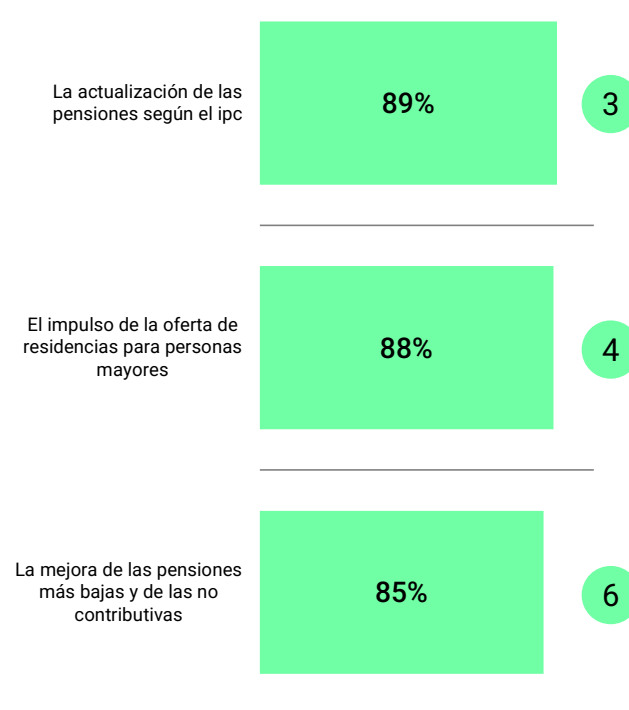 La actualización de las
pensiones según el ipc
89%
3
El impulso de la oferta de
residencias para personas
mayores
88%
4
La mejora de las pensiones
más bajas y de las no
contributivas
85%
6